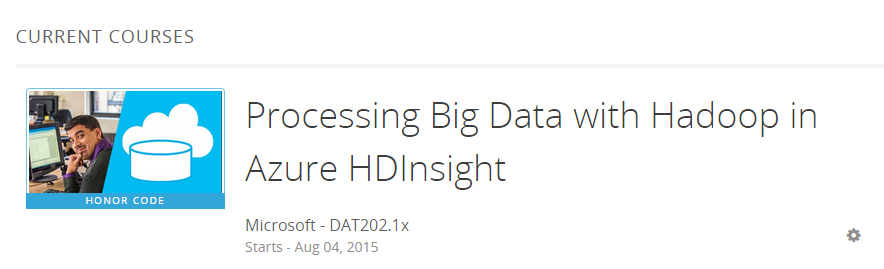 CURRENT COURSES
Processing Big Data with Hadoop in
Azure HDInsight
HONOR CODE
Microsoft - DAT202.1x
Starts - Aug 04, 2015